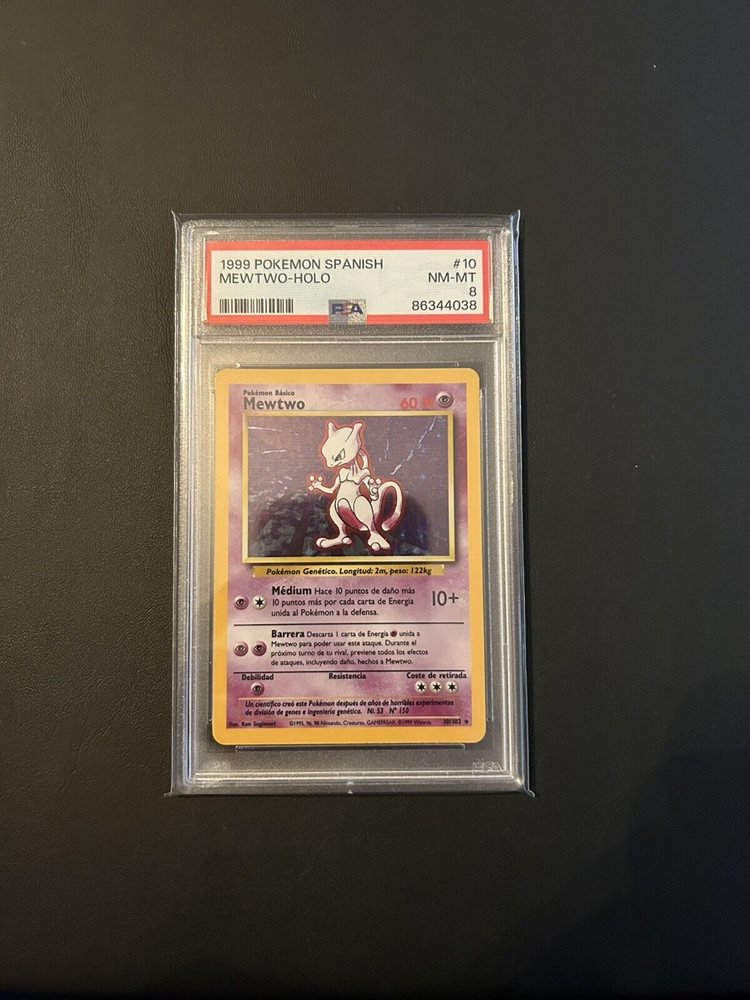 1999 POKEMON SPANISH #10
MEWTWO-HOLO NM-MT
8
PSA 86344038
Pokémon Básico
Mewtwo 60
Pokémon Genético. Longitud: 2m, peso: 122kg
Médium Hace 10 puntos de daño más
10 puntos más por cada carta de Energía
unida al Pokémon a la defensa.
10+
Barrera Descarta 1 carta de Energía unida a
Mewtwo para poder usar este ataque. Durante el
próximo turno de tu rival, previene todos los efectos
de ataques, incluyendo daño, hechos a Mewtwo.
Debilidad Resistencia Coste de retirada
Un científico creó este Pokémon después de años de horribles experimentos
de división de genes e ingeniería genética. NI. 53 Nº 150
Ilus. Ken Sugimori ©1995, 96, 98 Nintendo, Creatures, GAMEFREAK. ©1999 Wizards. 10/102
PSA